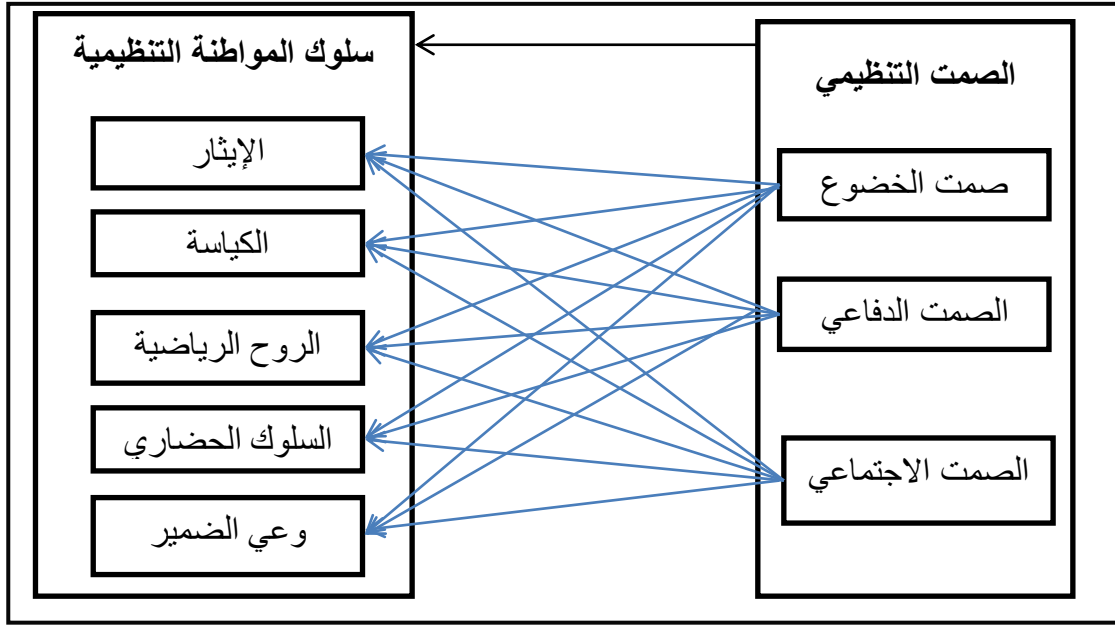 الصمت التنظيمي
صمت الخضوع
الصمت الدفاعي
الصمت الاجتماعي
سلوك المواطنة التنظيمية
الإيثار
الكياسة
الروح الرياضية
السلوك الحضاري
وعي الضمير